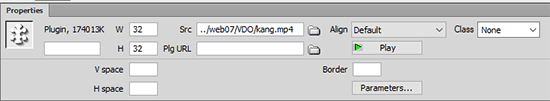 Properties
Plugin, 174013K W 32 Src ../web07/VDO/kang.mp4 Align Default Class None
H 32 Plg URL Play
V space Border
H space Parameters...